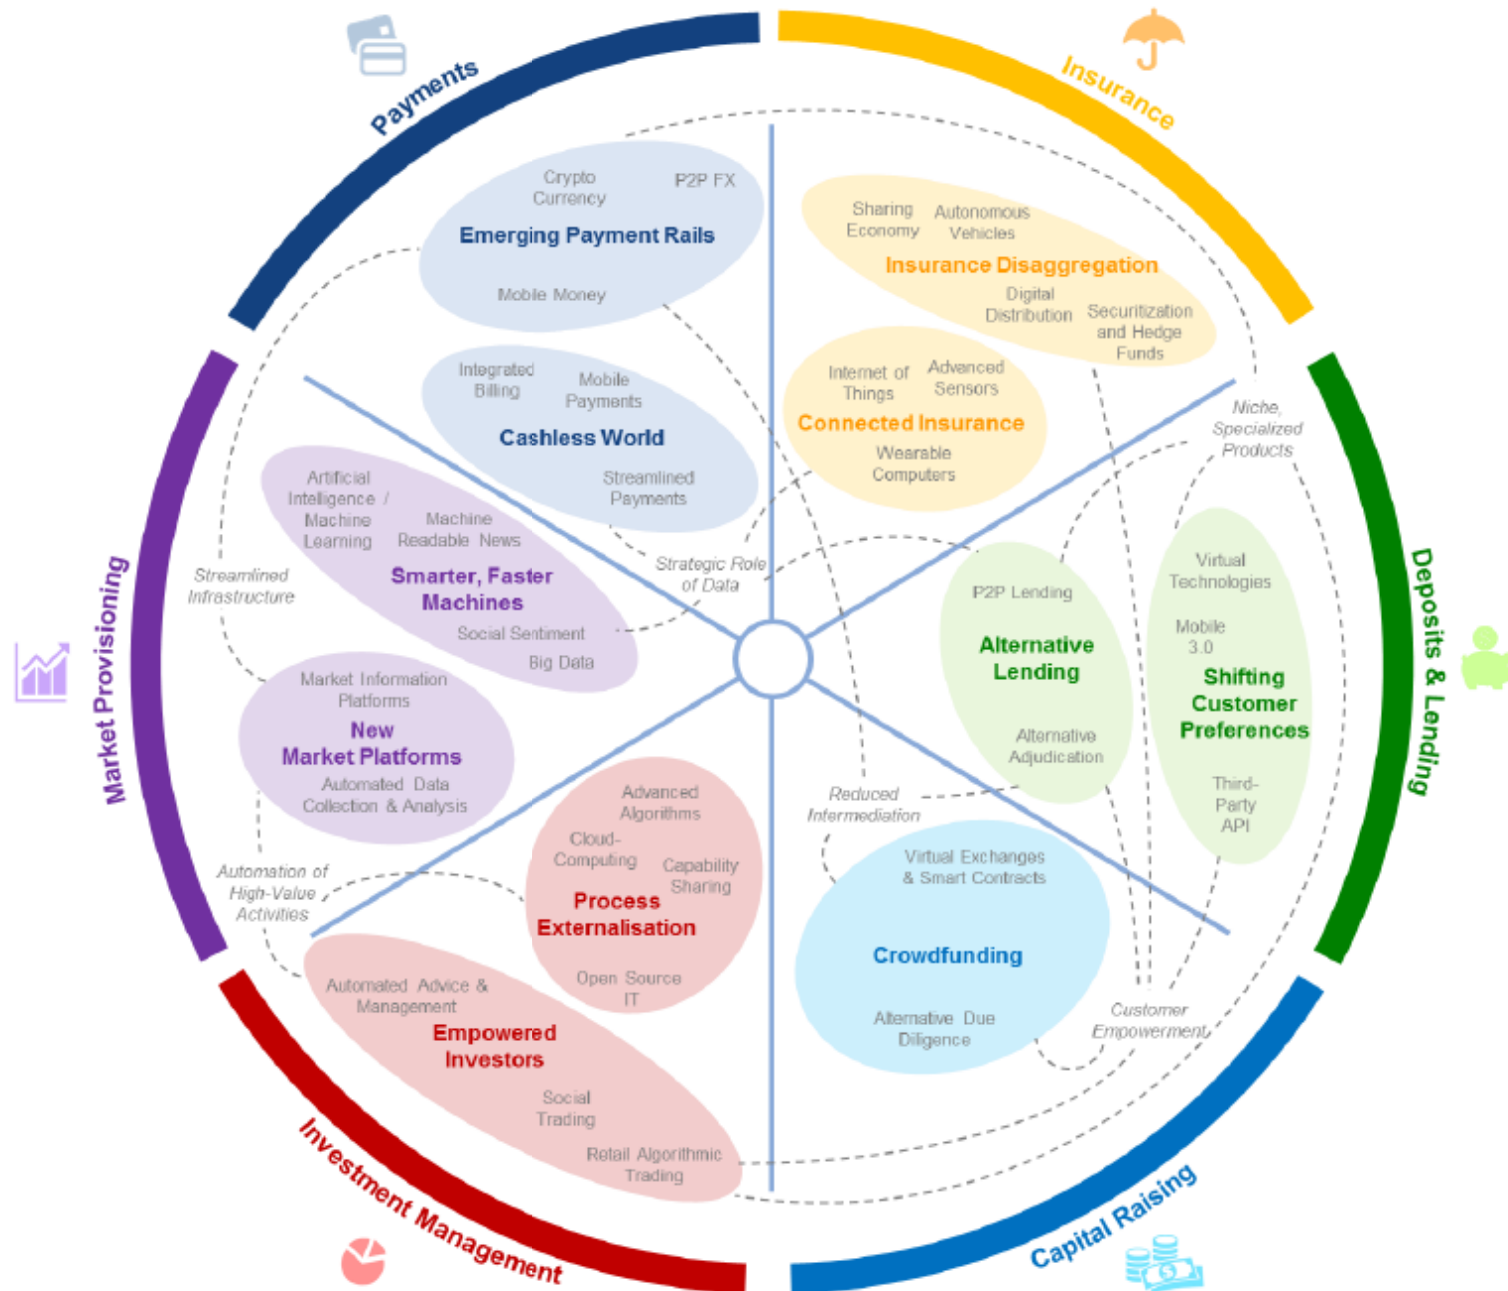 Payments
Insurance
Crypto
Currency
P2P FX
Emerging Payment Rails
Mobile Money
Sharing
Economy
Autonomous
Vehicles
Insurance Disaggregation
Digital
Distribution
Securitization
and Hedge
Funds
Integrated
Billing
Mobile
Payments
Cashless World
Streamlined
Payments
Internet of
Things
Advanced
Sensors
Connected Insurance
Wearable
Computers
Niche,
Specialized
Products
Artificial
Intelligence /
Machine
Learning
Machine
Readable News
Smarter, Faster
Machines
Social Sentiment
Big Data
Streamlined
Infrastructure
Strategic Role
of Data
Market Provisioning
Market Information
Platforms
New
Market Platforms
Automated Data
Collection & Analysis
P2P Lending
Alternative
Lending
Alternative
Adjudication
Virtual
Technologies
Mobile
3.0
Shifting
Customer
Preferences
Third-
Party
API
Deposits & Lending
Automation of
High-Value
Activities
Advanced
Algorithms
Cloud-
Computing
Capability
Sharing
Process
Externalisation
Open Source
IT
Reduced
Intermediation
Virtual Exchanges
& Smart Contracts
Crowdfunding
Alternative Due
Diligence
Customer
Empowerment
Automated Advice &
Management
Empowered
Investors
Social
Trading
Retail Algorithmic
Trading
Investment Management
Capital Raising